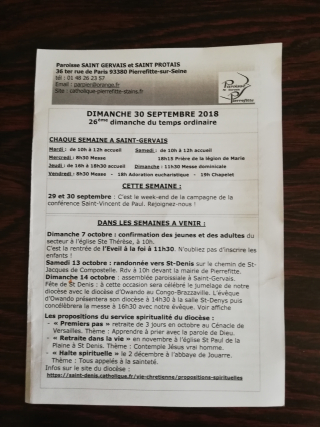 Paroisse SAINT GERVAIS et SAINT PROTAIS
36 ter rue de Paris 93380 Pierrefitte-sur-Seine
Tel : 01 48 26 23 57
Email :
Site : catholique-pierrefitte-stains.fr
Paroisse
Pierrefitte
DIMANCHE 30 SEPTEMBRE 2018
26ème dimanche du temps ordinaire
CHAQUE SEMAINE A SAINT-GERVAIS
Mardi : de 10h à 12h accueil Samedi : de 10h à 12h accueil
Mercredi : 8h30 Messe 18h15 Prière de la légion de Marie
Jeudi : de 16h à 18h30 accueil Dimanche : 11h30 Messe dominicale
Vendredi : 8h30 Messe - 18h Adoration eucharistique - 19h Chapelet
CETTE SEMAINE :
29 et 30 septembre : C'est le week-end de la campagne de la
conférence Saint-Vincent de Paul. Rejoignez-nous !
DANS LES SEMAINES A VENIR :
Dimanche 7 octobre : confirmation des jeunes et des adultes du
secteur à l'église Ste Thérèse, à 10h.
C'est la rentrée de l'Eveil à la foi à 11h30. N'oubliez pas d'inscrire les
enfants !
Samedi 13 octobre : randonnée vers St-Denis sur le chemin de St-
Jacques de Compostelle. Rdv à 10h devant la mairie de Pierrefitte.
Dimanche 14 octobre : assemblée paroissiale à Saint-Gervais.
Fête de St Denis : à cette occasion sera célébré le jumelage de notre
diocèse avec le diocèse d'Owando au Congo-Brazzaville. L'évêque
d'Owando présentera son diocèse à 14h30 à la salle St-Denys puis
concélèbrera la messe à 16h30 avec notre évêque. Voir affiche
Les propositions du service spiritualité du diocèse :
- « Premiers pas » retraite de 3 jours en octobre au Cénacle de
Versailles. Thème : Apprendre à prier avec la parole de Dieu.
- « Retraite dans la vie » en novembre à l'église St Paul de la
Plaine à St Denis. Thème : Contemple Jésus vrai homme.
- « Halte spirituelle » le 2 décembre à l'abbaye de Jouarre.
Thème : Tous appelés à la sainteté.
Infos sur le site du diocèse :
https://saint-denis.catholique.fr/vie-chretienne/propositions-spirituelles